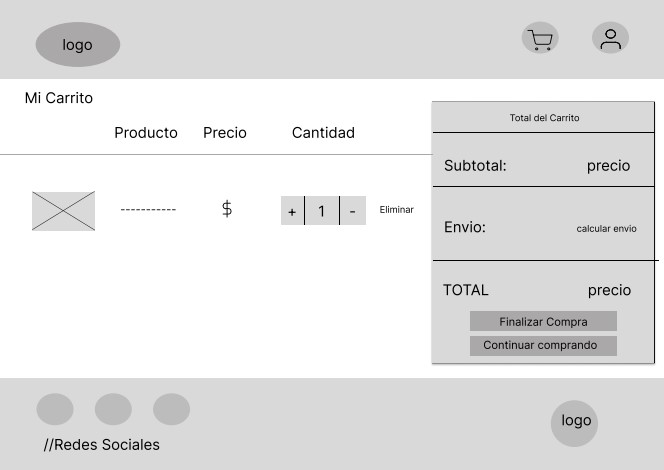 logo
Mi Carrito
Producto Precio Cantidad
----------- $ + 1 - Eliminar
Total del Carrito
Subtotal: precio
Envio: calcular envio
TOTAL precio
Finalizar Compra
Continuar comprando
//Redes Sociales
logo